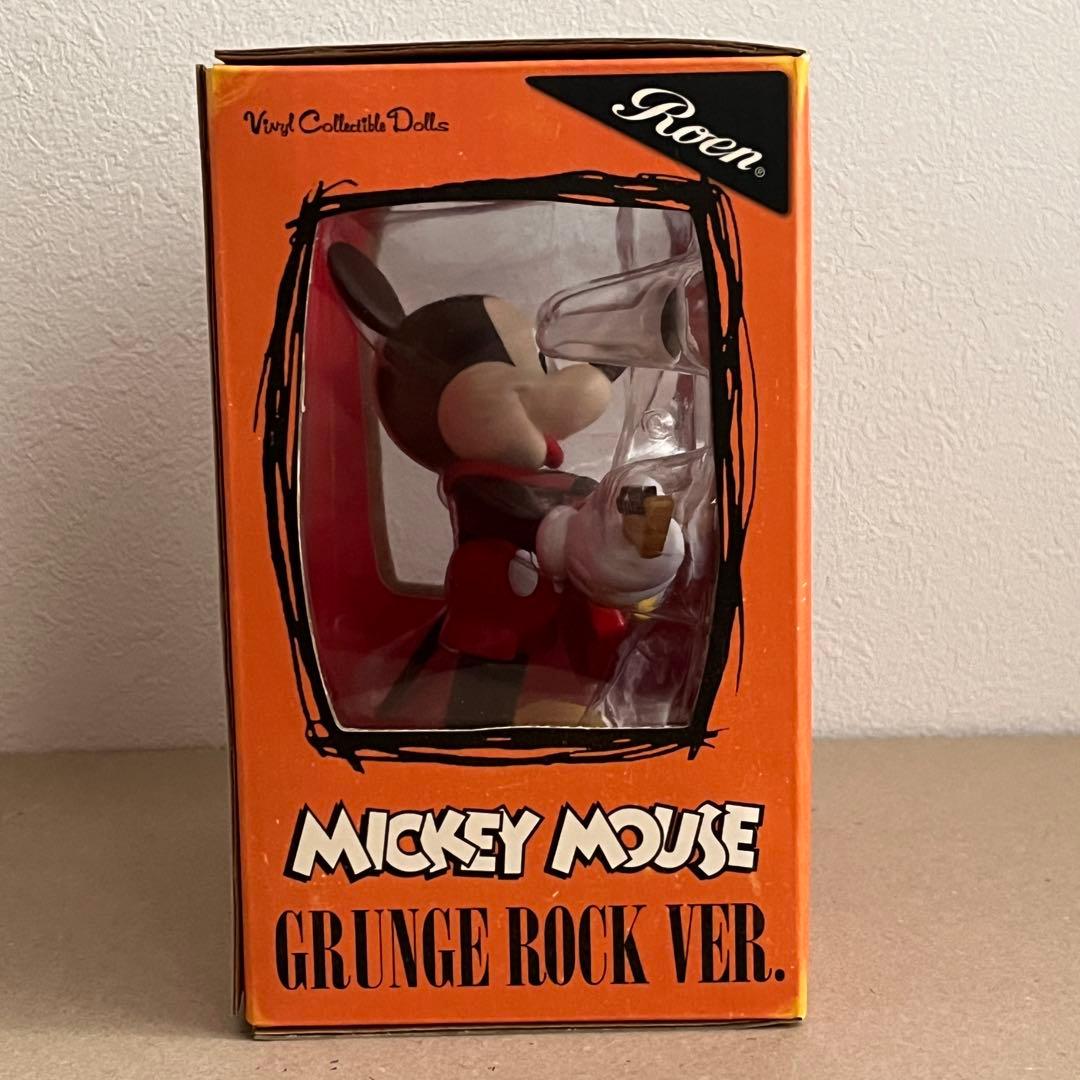 Vinyl Collectible Dolls
Roen®
MICKEY MOUSE
GRUNGE ROCK VER.